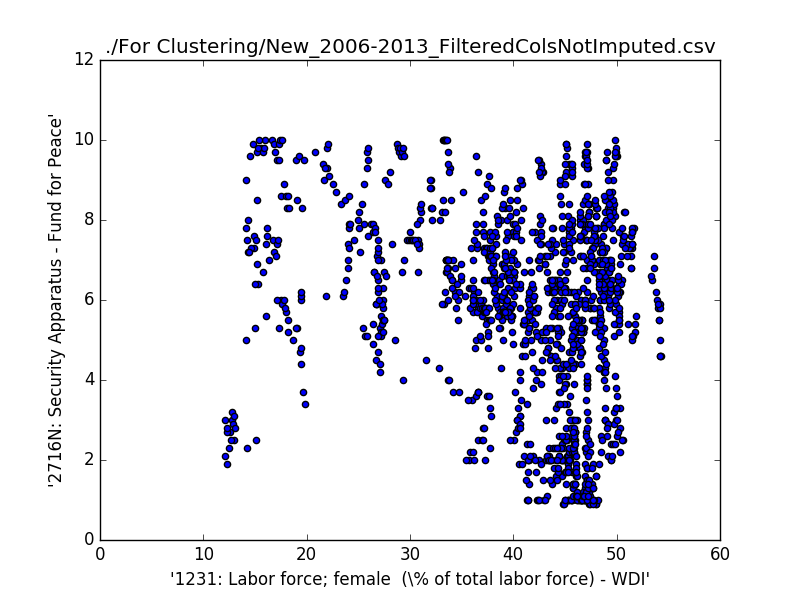 ./For Clustering/New_2006-2013_FilteredColsNotImputed.csv
12
10
8
6
4
2
0
'2716N: Security Apparatus - Fund for Peace'
0 10 20 30 40 50 60
'1231: Labor force; female  (\% of total labor force) - WDI'